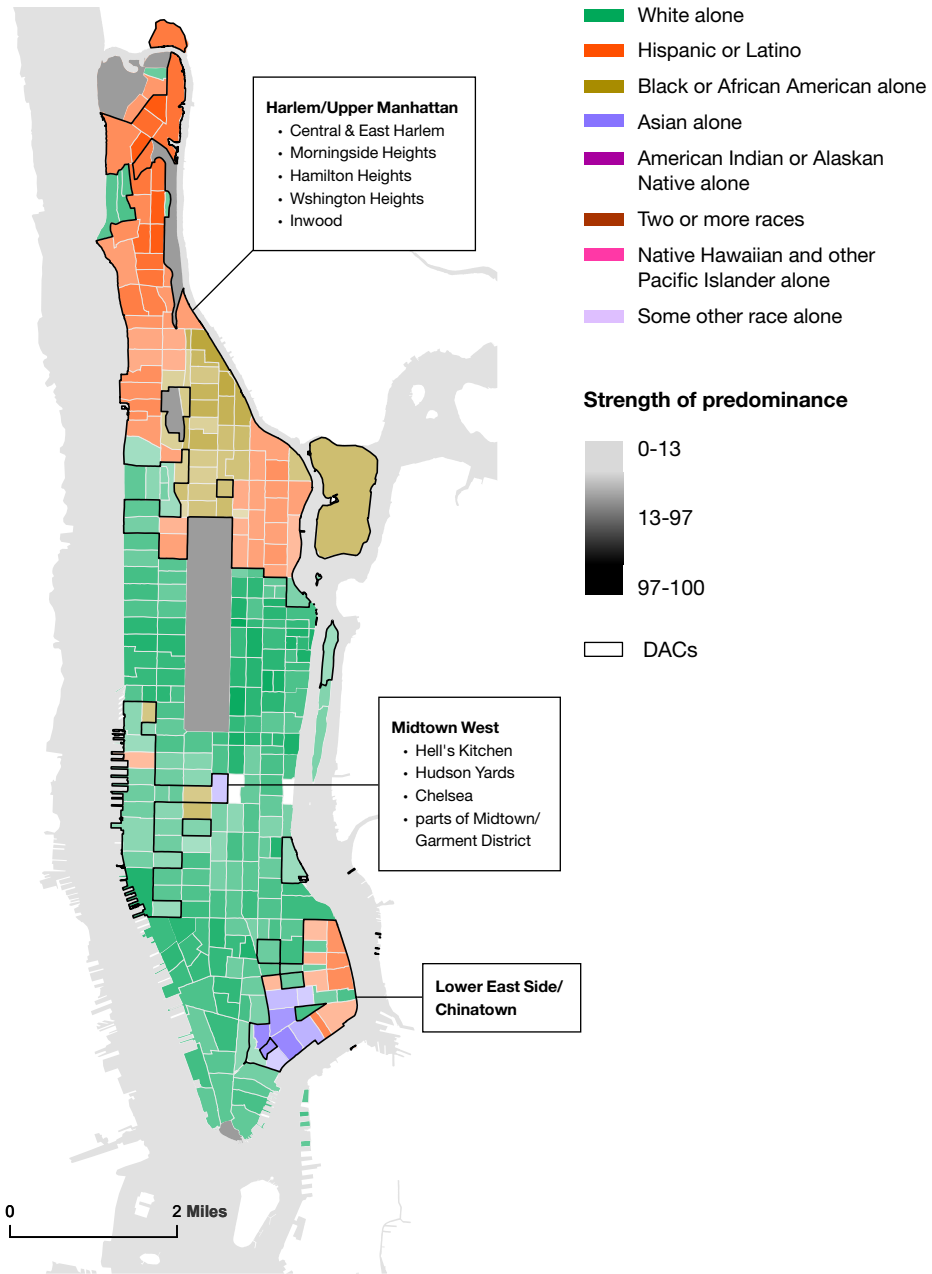 White alone
Hispanic or Latino
Black or African American alone
Asian alone
American Indian or Alaskan
Native alone
Two or more races
Native Hawaiian and other
Pacific Islander alone
Some other race alone
Strength of predominance
0-13
13-97
97-100
DACs
Harlem/Upper Manhattan
• Central & East Harlem
• Morningside Heights
• Hamilton Heights
• Wshington Heights
• Inwood
Midtown West
• Hell's Kitchen
• Hudson Yards
• Chelsea
• parts of Midtown/
Garment District
Lower East Side/
Chinatown
0 2 Miles